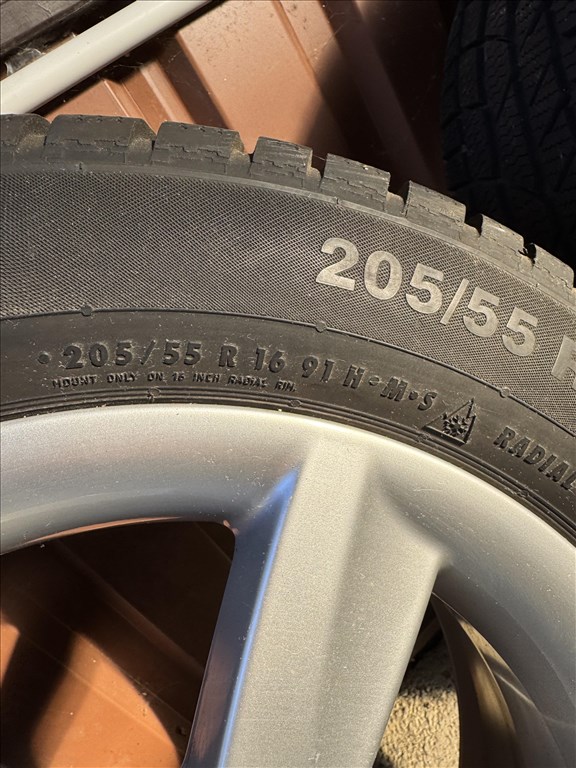 205/55 R
• 205/55 R 16 91 H•M•S RADIAL
MOUNT ONLY ON 16 INCH RADIAL RIM.